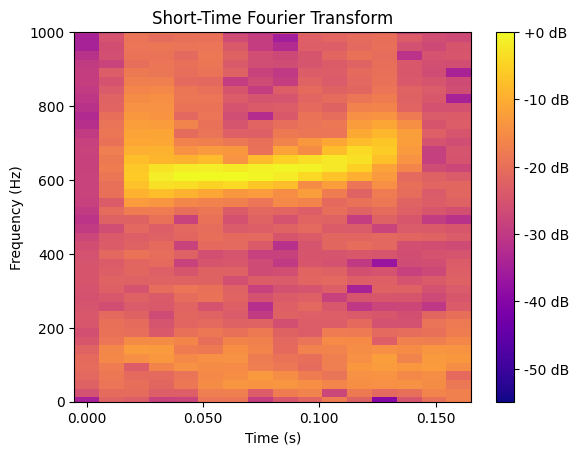 Short-Time Fourier Transform
1000
800
600
400
200
0
Frequency (Hz)
0.000
0.050
0.100
0.150
Time (s)
+0 dB
-10 dB
-20 dB
-30 dB
-40 dB
-50 dB